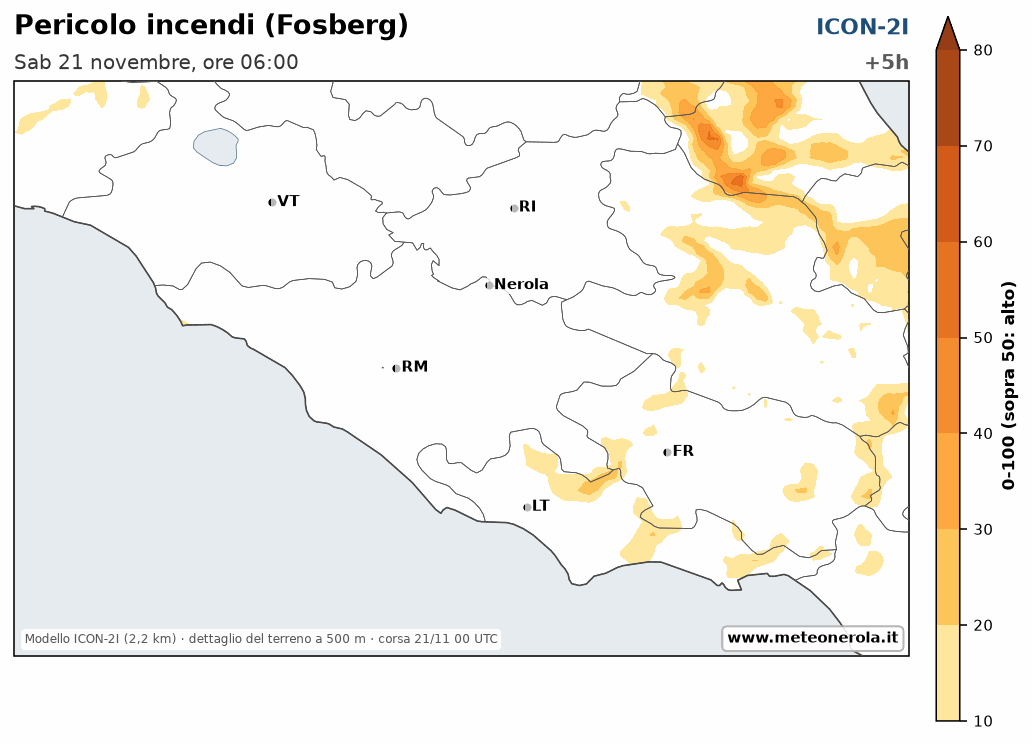 Pericolo incendi (Fosberg)
ICON-2I
Sab 21 novembre, ore 06:00
+5h
VT
RI
Nerola
RM
FR
LT
Modello ICON-2I (2,2 km) · dettaglio del terreno a 500 m · corsa 21/11 00 UTC
www.meteonerola.it
80
70
60
50
40
30
20
10
0-100 (sopra 50: alto)